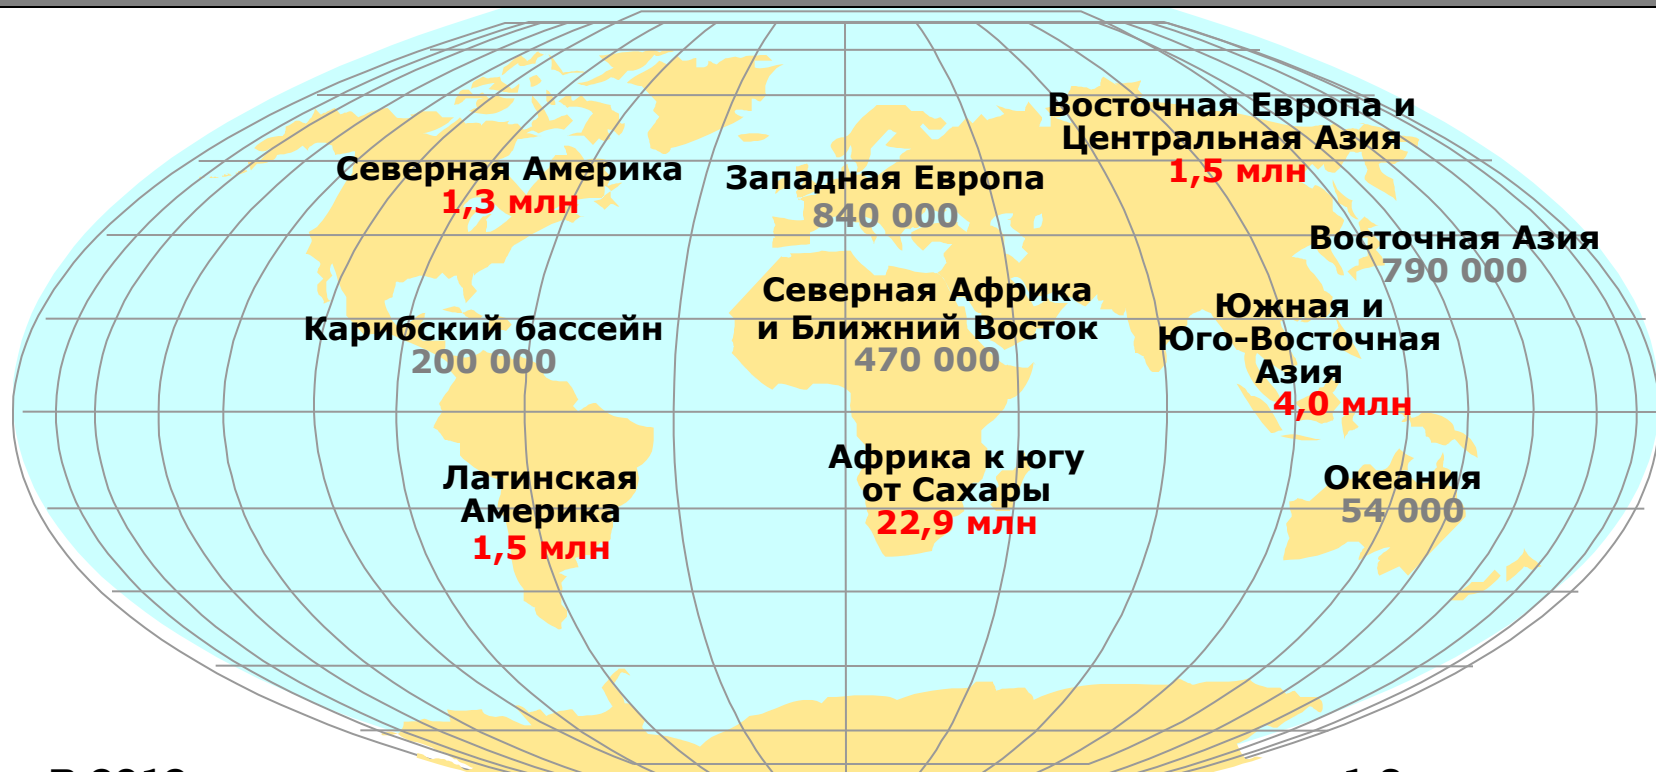 Восточная Европа и
Центральная Азия
1,5 млн
Северная Америка
1,3 млн
Западная Европа
840 000
Восточная Азия
790 000
Северная Африка
и Ближний Восток
470 000
Южная и
Юго-Восточная
Азия
4,0 млн
Карибский бассейн
200 000
Африка к югу
от Сахары
22,9 млн
Латинская
Америка
1,5 млн
Океания
54 000